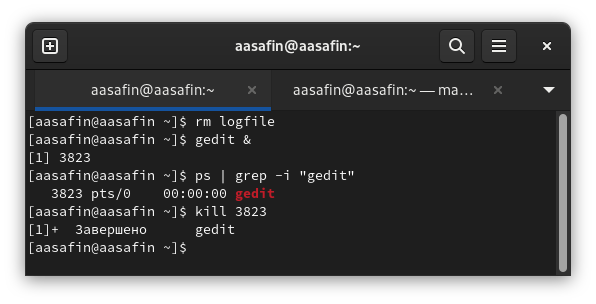 aasafin@aasafin:~
aasafin@aasafin:~
aasafin@aasafin:~ — ma…
[aasafin@aasafin ~]$ rm logfile
[aasafin@aasafin ~]$ gedit &
[1] 3823
[aasafin@aasafin ~]$ ps | grep -i "gedit"
   3823 pts/0    00:00:00 gedit
[aasafin@aasafin ~]$ kill 3823
[1]+  Завершено      gedit
[aasafin@aasafin ~]$